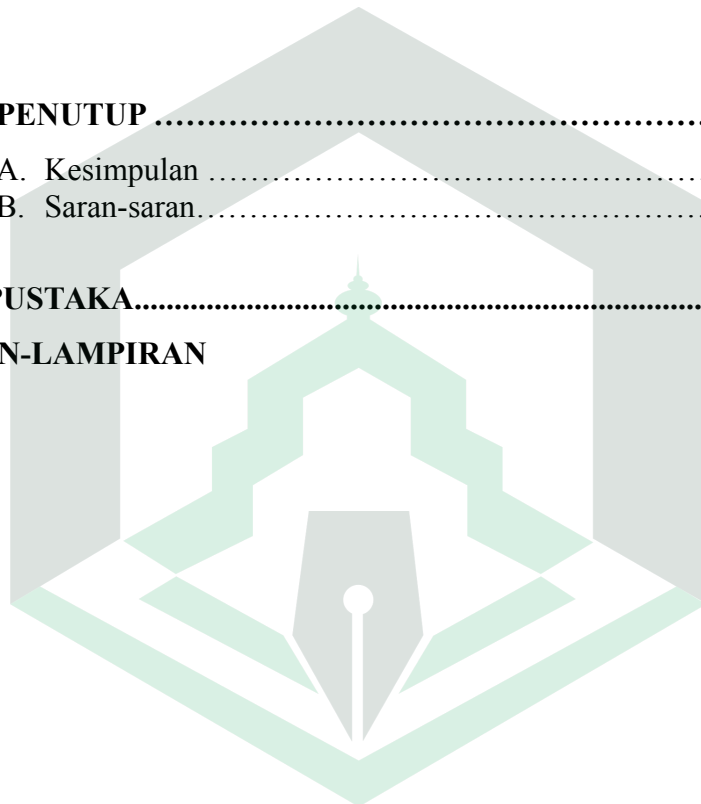 PENUTUP ........................................................
A. Kesimpulan ........................................................
B. Saran-saran........................................................
PUSTAKA........................................................
N-LAMPIRAN